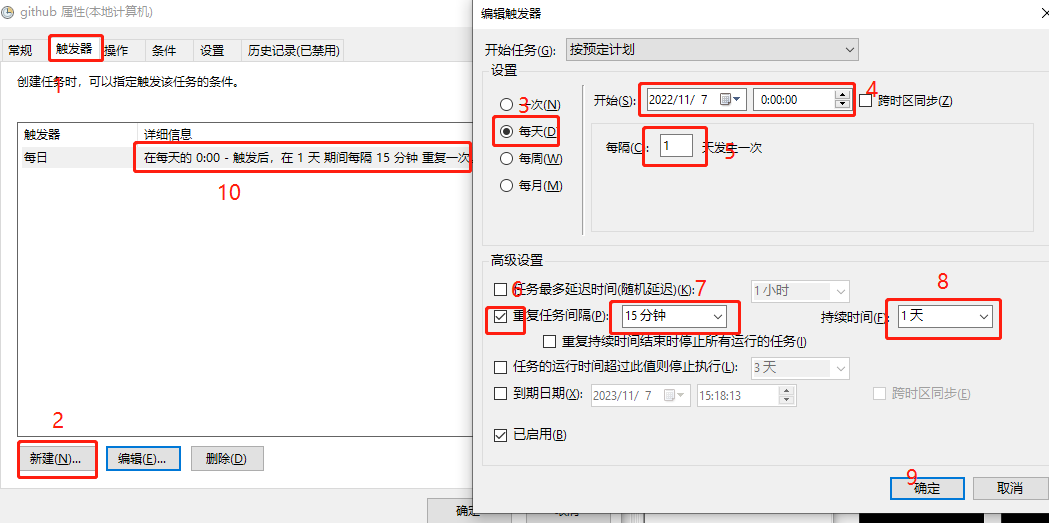 github 属性(本地计算机)
常规 触发器 操作 条件 设置 历史记录(已禁用)
1
创建任务时，可以指定触发该任务的条件。
触发器 详细信息
每日 在每天的 0:00 - 触发后，在 1 天 期间每隔 15 分钟 重复一次
10
2
新建(N)... 编辑(E)... 删除(D)
编辑触发器
开始任务(G): 按预定计划
设置
3 一次(N)
每天(D)
每周(W)
每月(M)
开始(S): 2022/11/ 7 0:00:00 4 跨时区同步(Z)
每隔(C): 1 5 天发生一次
高级设置
6 任务最多延迟时间(随机延迟)(K): 7 1 小时 8
重复任务间隔(P): 15 分钟 持续时间(F): 1 天
重复持续时间结束时停止所有运行的任务(I)
任务的运行时间超过此值则停止执行(L): 3 天
到期日期(X): 2023/11/ 7 15:18:13 跨时区同步(E)
已启用(B)
9
确定 取消